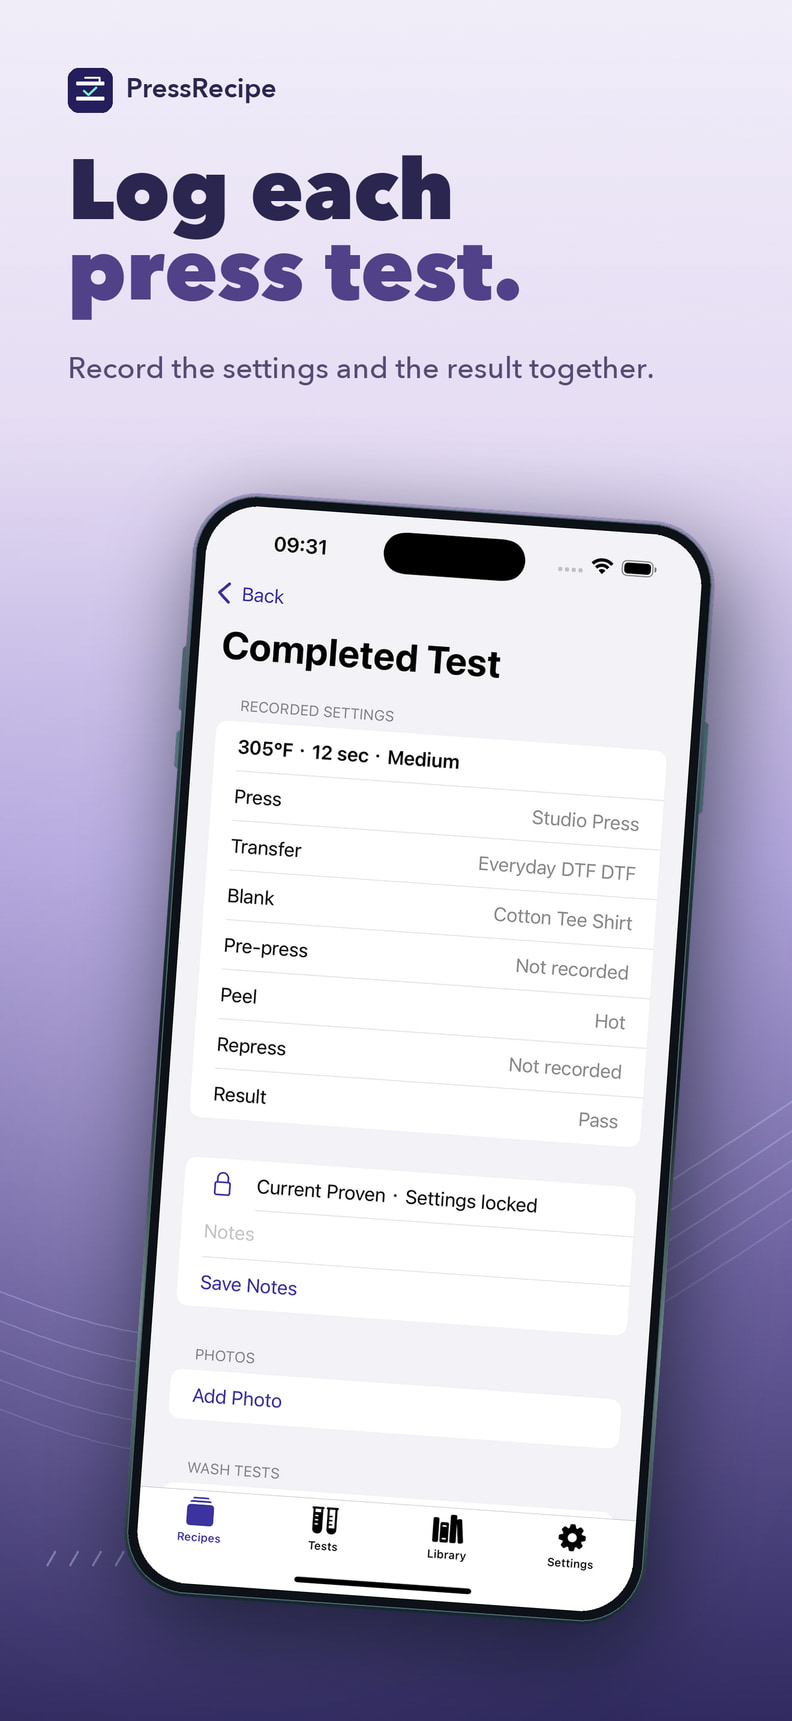 PressRecipe
Log each
press test.
Record the settings and the result together.
09:31
Back
Completed Test
RECORDED SETTINGS
305°F · 12 sec · Medium
Press Studio Press
Transfer Everyday DTF DTF
Blank Cotton Tee Shirt
Pre-press Not recorded
Peel Hot
Repress Not recorded
Result Pass
Current Proven · Settings locked
Notes
Save Notes
PHOTOS
Add Photo
WASH TESTS
Recipes Tests Library Settings